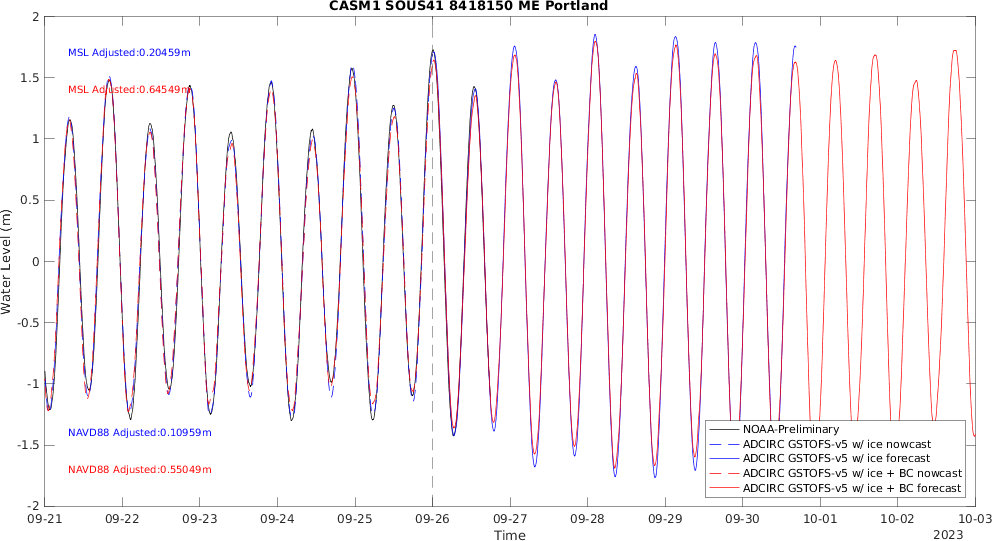 CASM1 SOUS41 8418150 ME Portland
2
1.5
1
0.5
0
-0.5
-1
-1.5
-2
Water Level (m)
MSL Adjusted:0.20459m
MSL Adjusted:0.64549m
NAVD88 Adjusted:0.10959m
NAVD88 Adjusted:0.55049m
NOAA-Preliminary
ADCIRC GSTOFS-v5 w/ ice nowcast
ADCIRC GSTOFS-v5 w/ ice forecast
ADCIRC GSTOFS-v5 w/ ice + BC nowcast
ADCIRC GSTOFS-v5 w/ ice + BC forecast
09-21 09-22 09-23 09-24 09-25 09-26 09-27 09-28 09-29 09-30 10-01 10-02 10-03
Time
2023